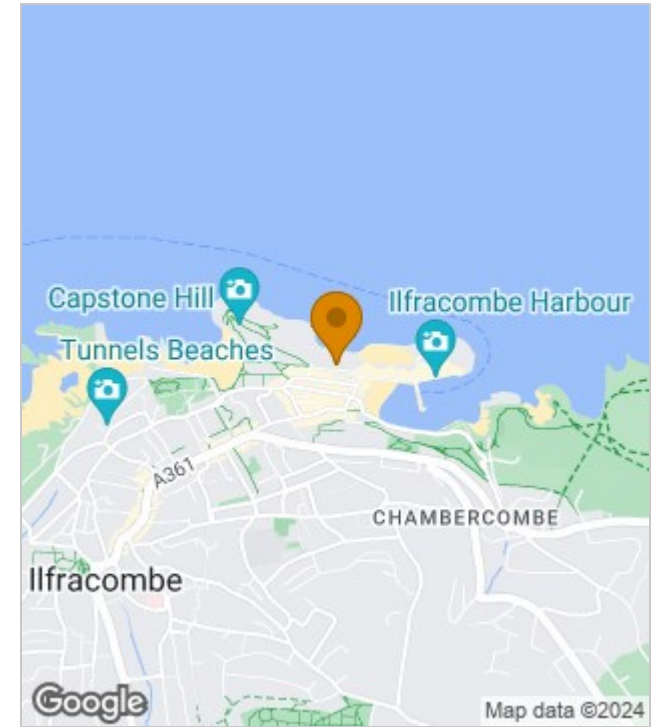 Capstone Hill
Ilfracombe Harbour
Tunnels Beaches
A361
CHAMBERCOMBE
Ilfracombe
Google
Map data ©2024